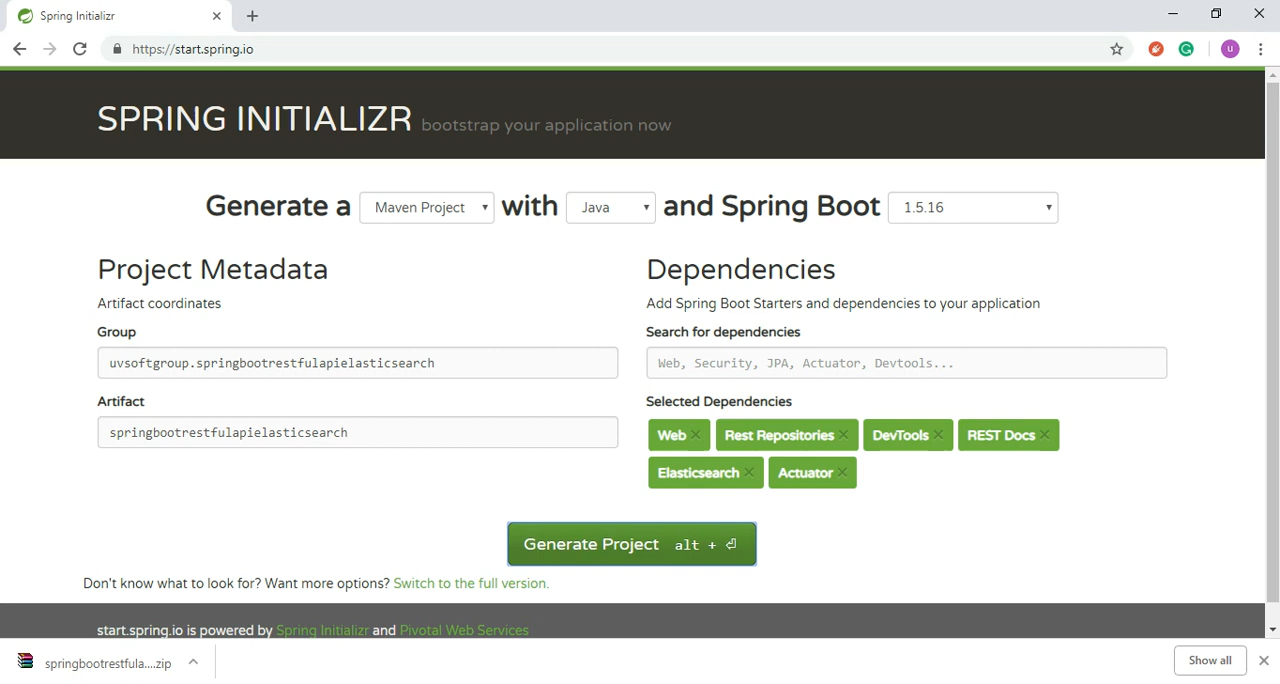 Spring Initializr
https://start.spring.io
u
SPRING INITIALIZR bootstrap your application now
Generate a Maven Project with Java and Spring Boot 1.5.16
Project Metadata
Artifact coordinates
Group
uvsoftgroup.springbootrestfulapielasticsearch
Artifact
springbootrestfulapielasticsearch
Dependencies
Add Spring Boot Starters and dependencies to your application
Search for dependencies
Web, Security, JPA, Actuator, Devtools...
Selected Dependencies
Web Rest Repositories DevTools REST Docs
Elasticsearch Actuator
Generate Project alt + ⏎
Don't know what to look for? Want more options? Switch to the full version.
start.spring.io is powered by Spring Initializr and Pivotal Web Services
springbootrestfula....zip
Show all